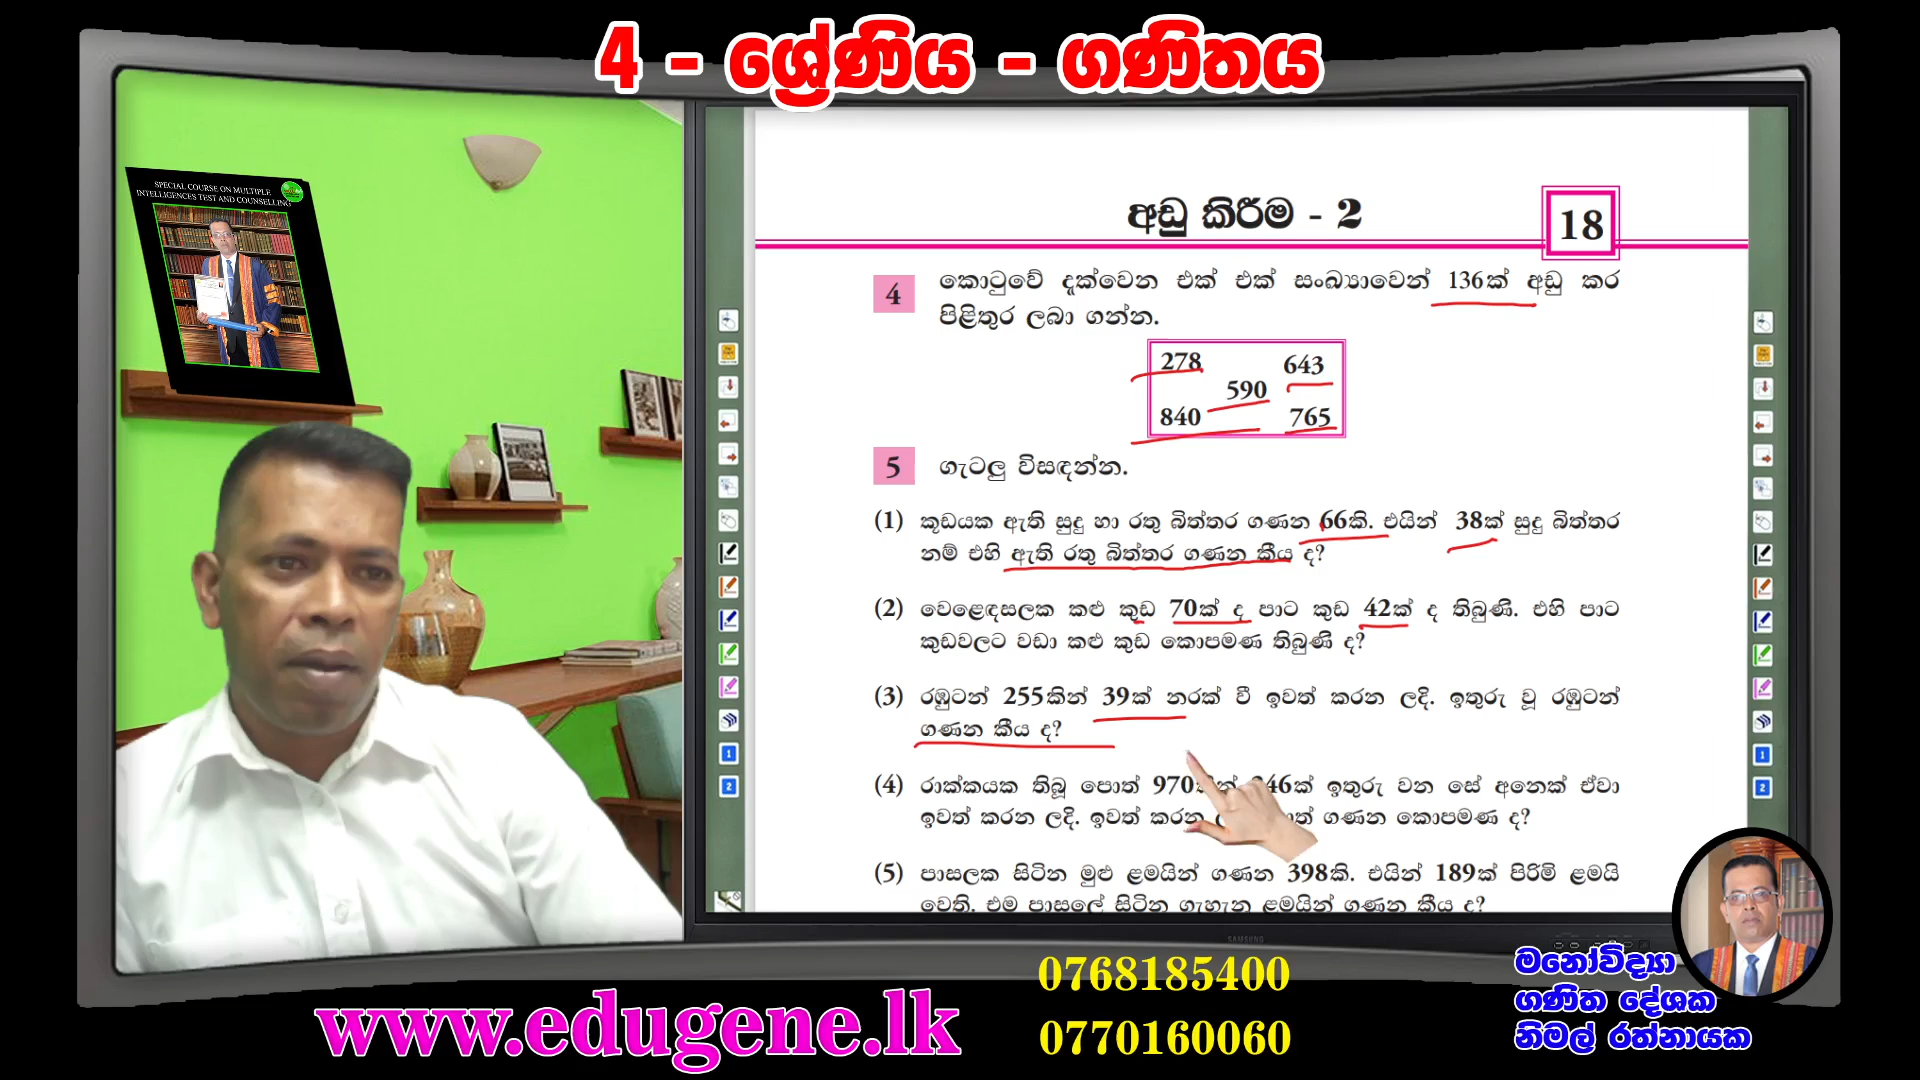 4 - ශ්‍රේණිය - ගණිතය
SPECIAL COURSE ON MULTIPLE
INTELLIGENCES TEST AND COUNSELLING
අඩු කිරීම - 2
18
4 කොටුවේ දැක්වෙන එක් එක් සංඛ්‍යාවෙන් 136ක් අඩු කර
පිළිතුර ලබා ගන්න.
278 643
590
840 765
5 ගැටලු විසඳන්න.
(1) කූඩයක ඇති සුදු හා රතු බිත්තර ගණන 66කි. එයින් 38ක් සුදු බිත්තර
නම් එහි ඇති රතු බිත්තර ගණන කීය ද?
(2) වෙළෙඳසලක කළු කුඩ 70ක් ද පාට කුඩ 42ක් ද තිබුණි. එහි පාට
කුඩවලට වඩා කළු කුඩ කොපමණ තිබුණි ද?
(3) රඹුටන් 255කින් 39ක් නරක් වී ඉවත් කරන ලදි. ඉතුරු වූ රඹුටන්
ගණන කීය ද?
(4) රාක්කයක තිබූ පොත් 970 46ක් ඉතුරු වන සේ අනෙක් ඒවා
ඉවත් කරන ලදි. ඉවත් කරන ගණන කොපමණ ද?
(5) පාසලක සිටින මුළු ළමයින් ගණන 398කි. එයින් 189ක් පිරිමි ළමයි
වෙති. එම පාසලේ සිටින ගැහැනු ළමයින් ගණන කීය ද?
SAMSUNG
www.edugene.lk
0768185400
0770160060
මනෝවිද්‍යා
ගණිත දේශක
නිමල් රත්නායක